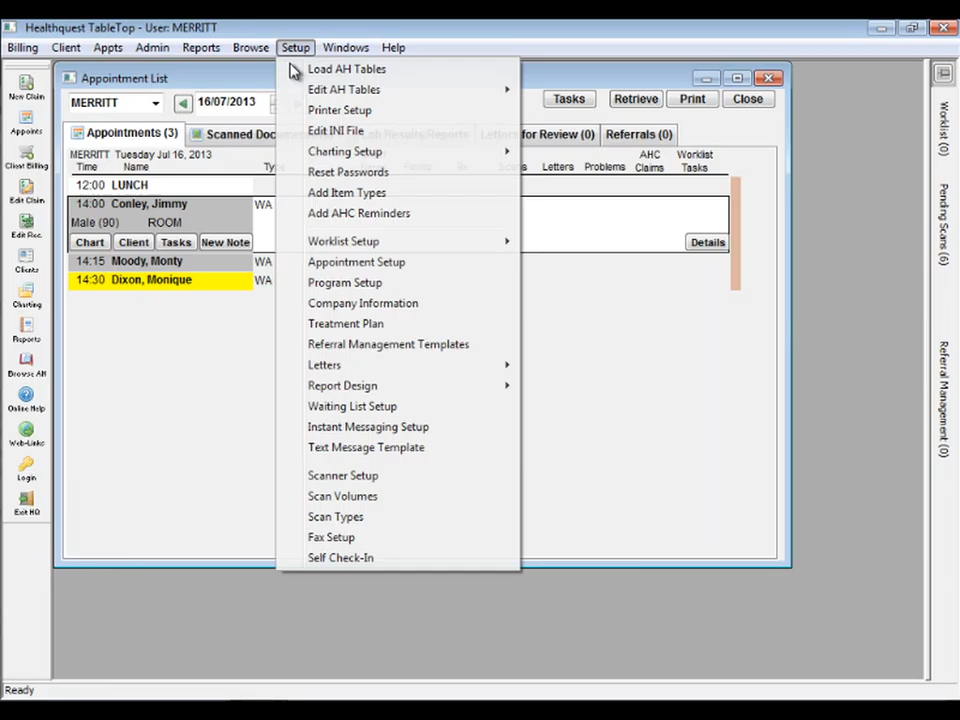 Healthquest TableTop - User: MERRITT
Billing Client Appts Admin Reports Browse Setup Windows Help
New Claim
Appoints
Client Billing
Edit Claim
Edit Rec.
Clients
Charting
Reports
Browse AH
Online Help
Web-Links
Login
Exit HQ
Appointment List
MERRITT 16/07/2013 Tasks Retrieve Print Close
Appointments (3) Scanned Docum Lab Results/Reports Letters for Review (0) Referrals (0)
MERRITT Tuesday Jul 16, 2013
Time Name Type Letters Problems AHC Claims Worklist Tasks
12:00 LUNCH
14:00 Conley, Jimmy WA
Male (90) ROOM
Chart Client Tasks New Note Details
14:15 Moody, Monty WA
14:30 Dixon, Monique WA
Load AH Tables
Edit AH Tables
Printer Setup
Edit INI File
Charting Setup
Reset Passwords
Add Item Types
Add AHC Reminders
Worklist Setup
Appointment Setup
Program Setup
Company Information
Treatment Plan
Referral Management Templates
Letters
Report Design
Waiting List Setup
Instant Messaging Setup
Text Message Template
Scanner Setup
Scan Volumes
Scan Types
Fax Setup
Self Check-In
Worklist (0)
Pending Scans (6)
Referral Management (0)
Ready